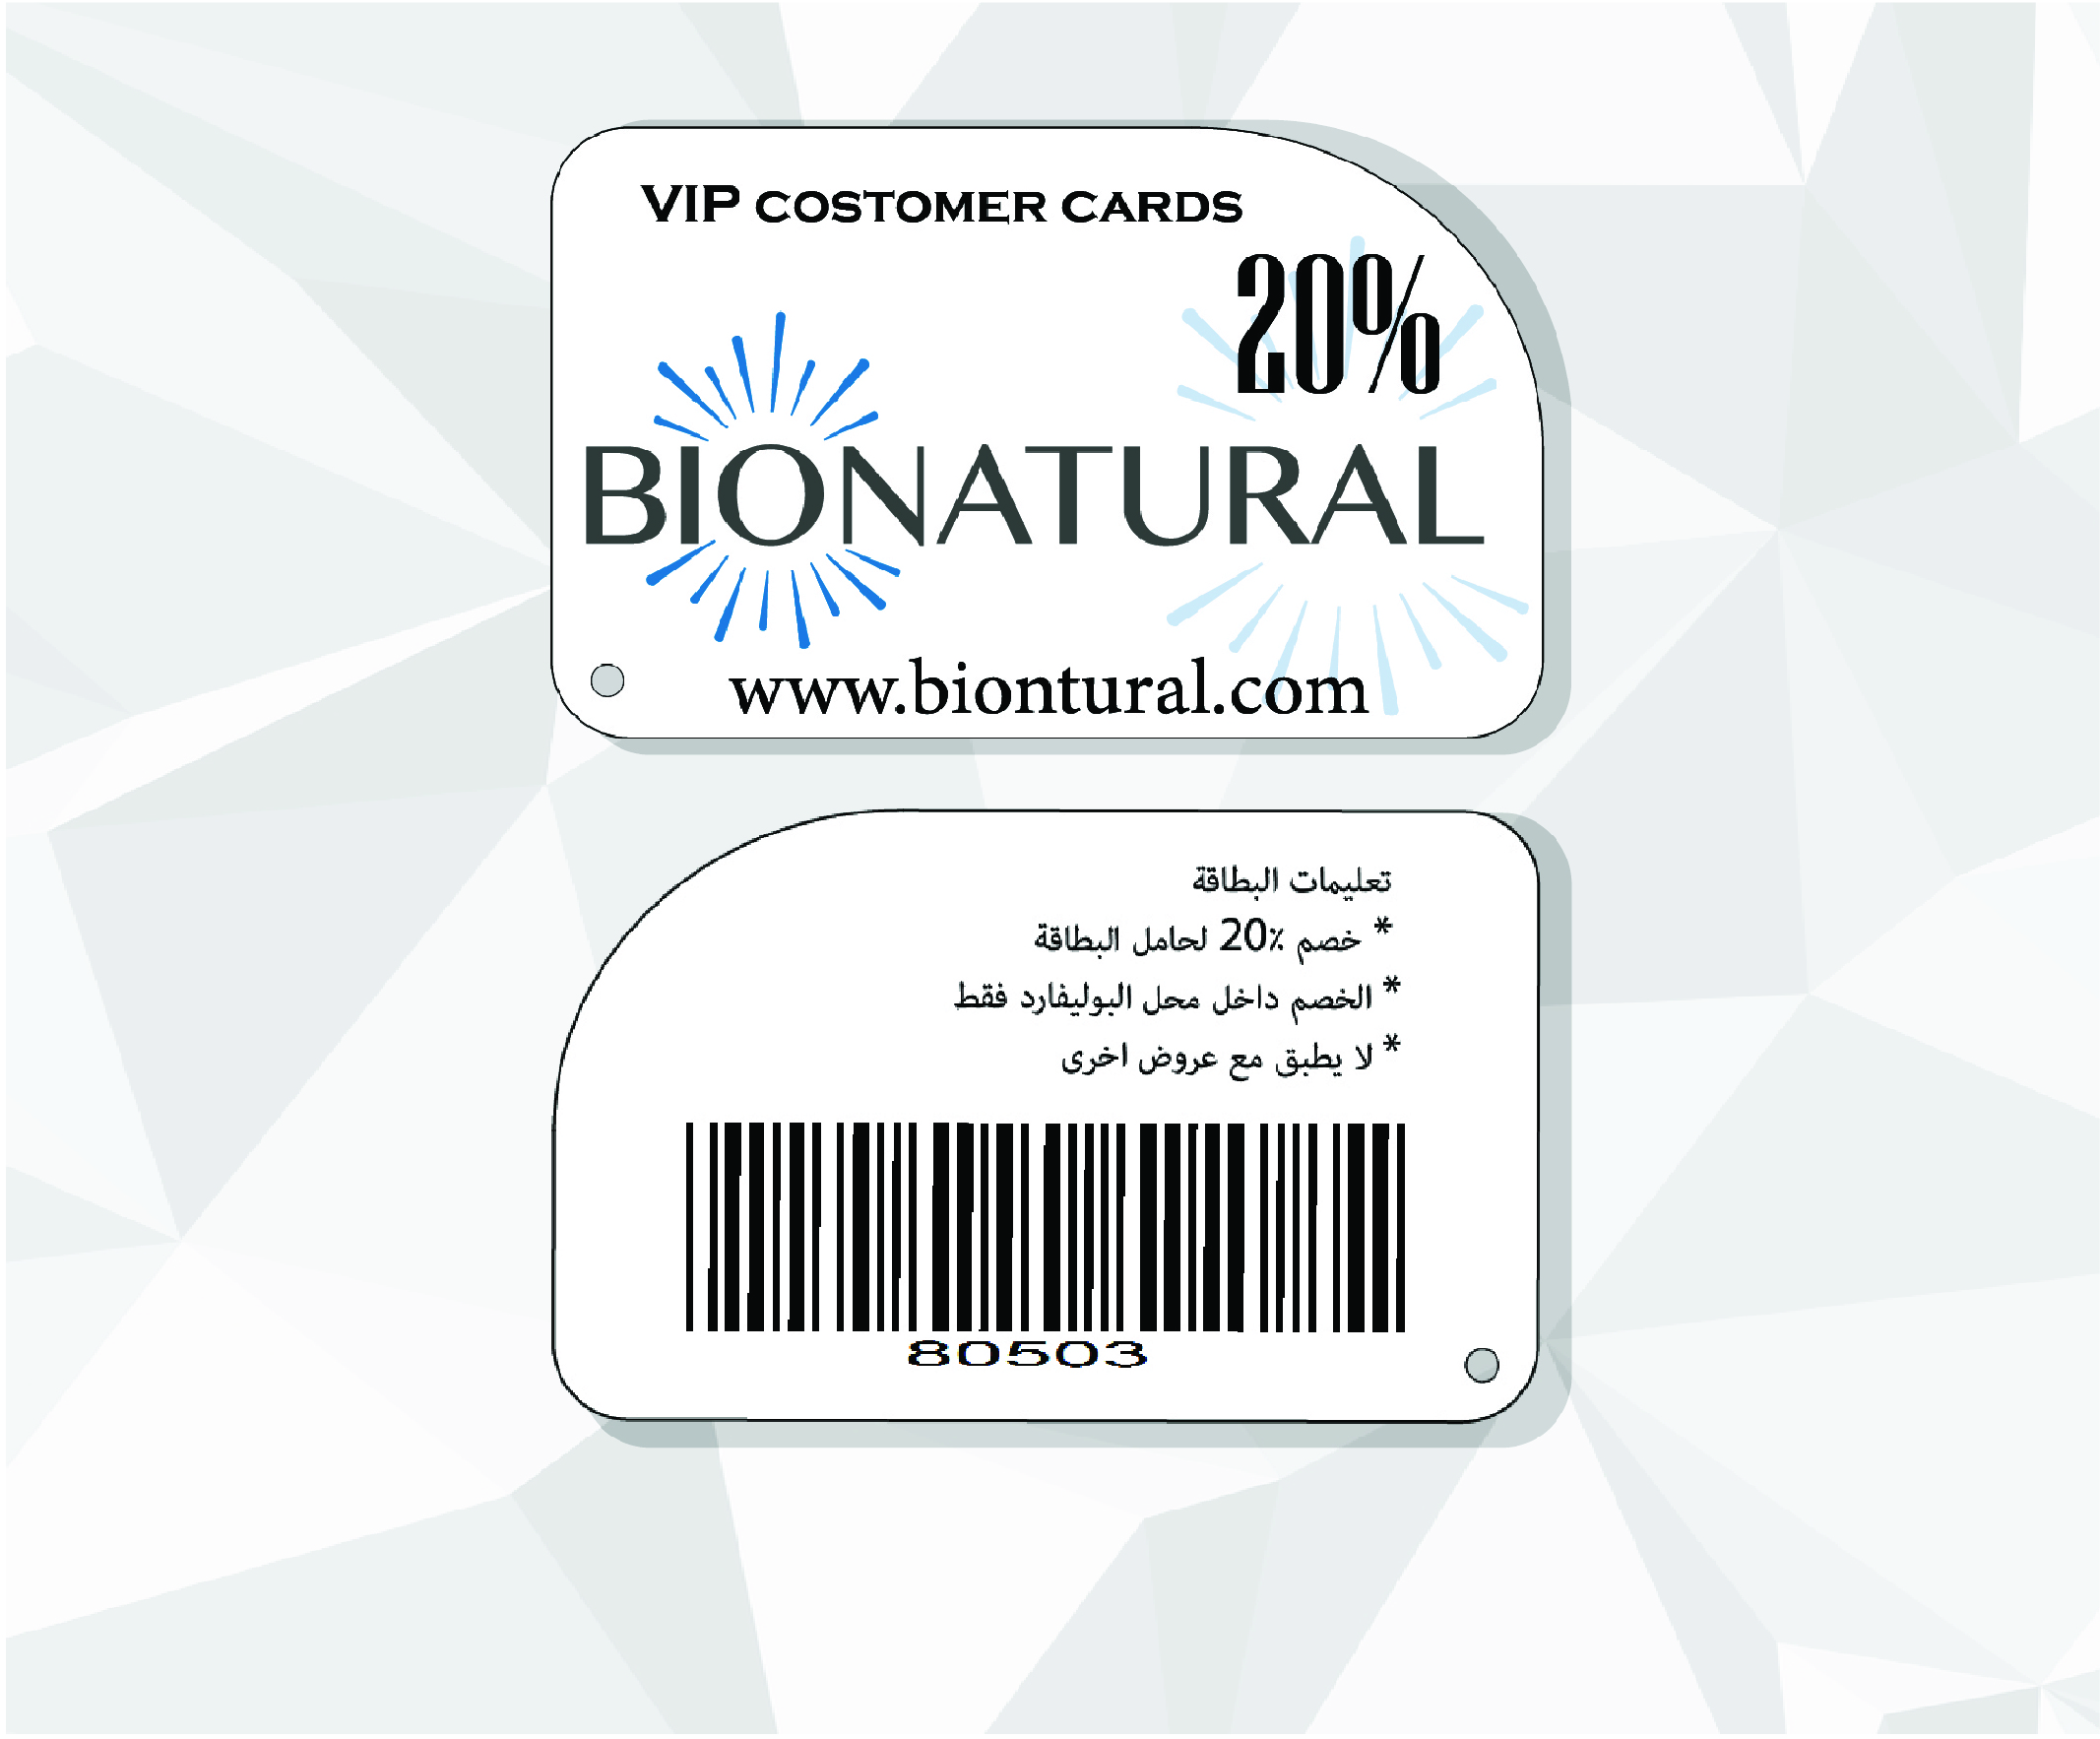 VIP COSTOMER CARDS
20%
BIONATURAL
www.biontural.com
تعليمات البطاقة
* خصم 20٪ لحامل البطاقة
* الخصم داخل محل البوليفارد فقط
* لا يطبق مع عروض اخرى
80503